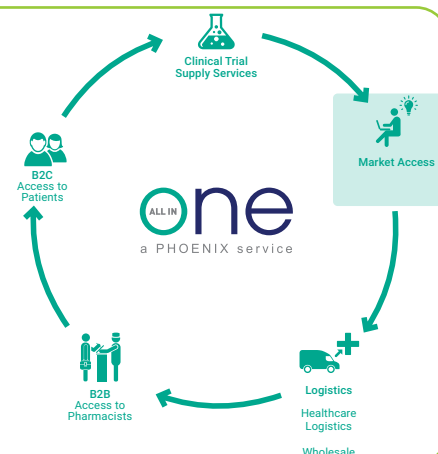 Clinical Trial
Supply Services
Market Access
B2C
Access to
Patients
ALL IN
one
a PHOENIX service
B2B
Access to
Pharmacists
Logistics
Healthcare
Logistics
Wholesale